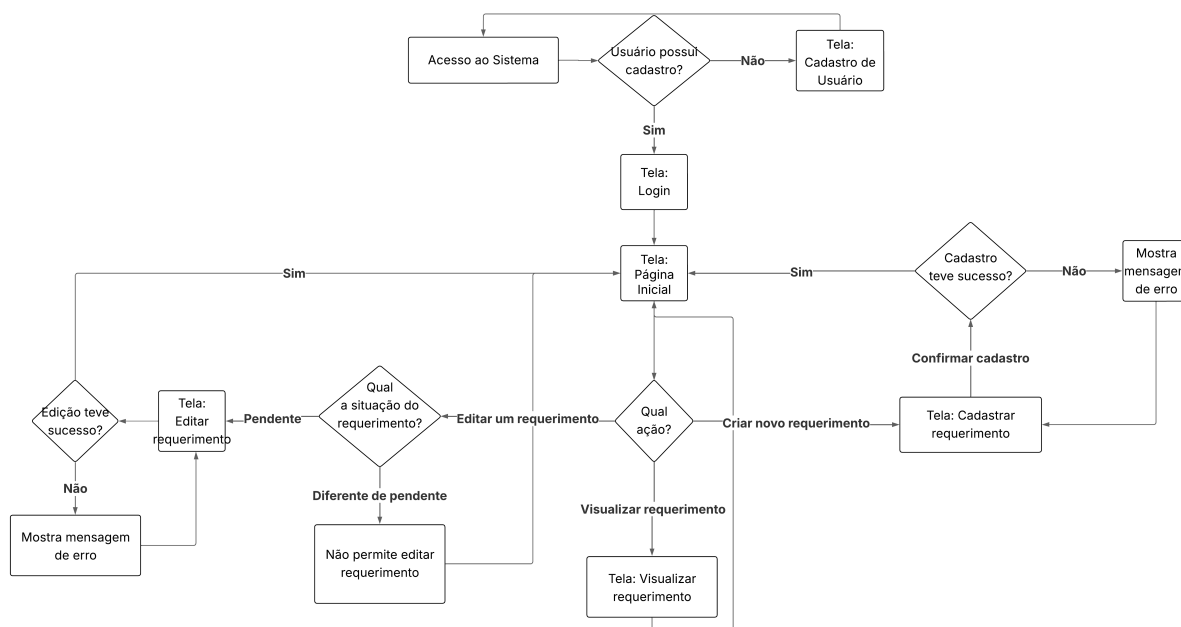 Acesso ao Sistema
Usuário possui
cadastro?
Não
Tela:
Cadastro de
Usuário
Sim
Tela:
Login
Tela:
Página
Inicial
Sim
Sim
Cadastro
teve sucesso?
Não
Mostra
mensagem
de erro
Confirmar cadastro
Edição teve
sucesso?
Tela:
Editar
requerimento
Pendente
Qual
a situação do
requerimento?
Editar um requerimento
Qual
ação?
Criar novo requerimento
Tela: Cadastrar
requerimento
Não
Diferente de pendente
Visualizar requerimento
Mostra mensagem
de erro
Não permite editar
requerimento
Tela: Visualizar
requerimento